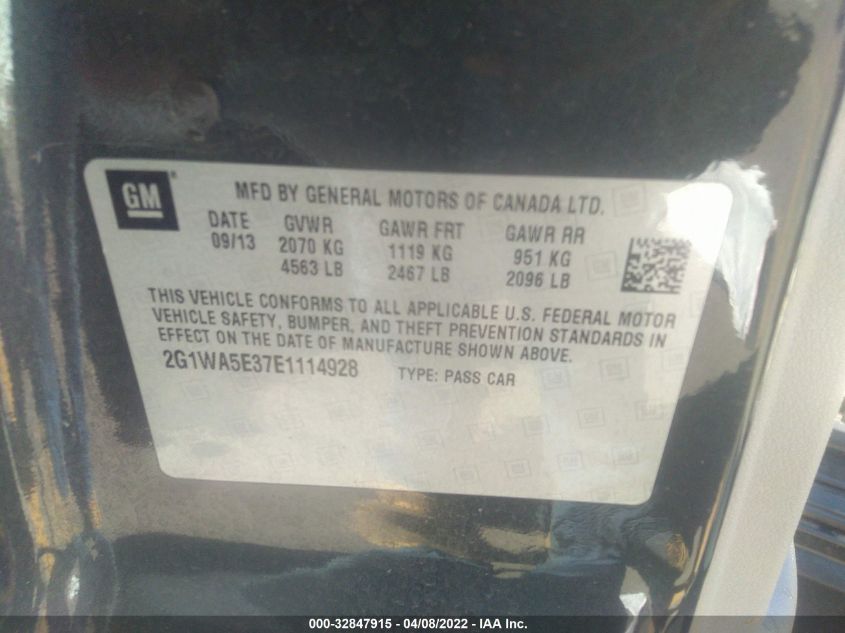 GM
MFD BY GENERAL MOTORS OF CANADA LTD.
DATE GVWR GAWR FRT GAWR RR
09/13 2070 KG 1119 KG 951 KG
4563 LB 2467 LB 2096 LB
THIS VEHICLE CONFORMS TO ALL APPLICABLE U.S. FEDERAL MOTOR
VEHICLE SAFETY, BUMPER, AND THEFT PREVENTION STANDARDS IN
EFFECT ON THE DATE OF MANUFACTURE SHOWN ABOVE.
2G1WA5E37E1114928 TYPE: PASS CAR
000-32847915 - 04/08/2022 - IAA Inc.